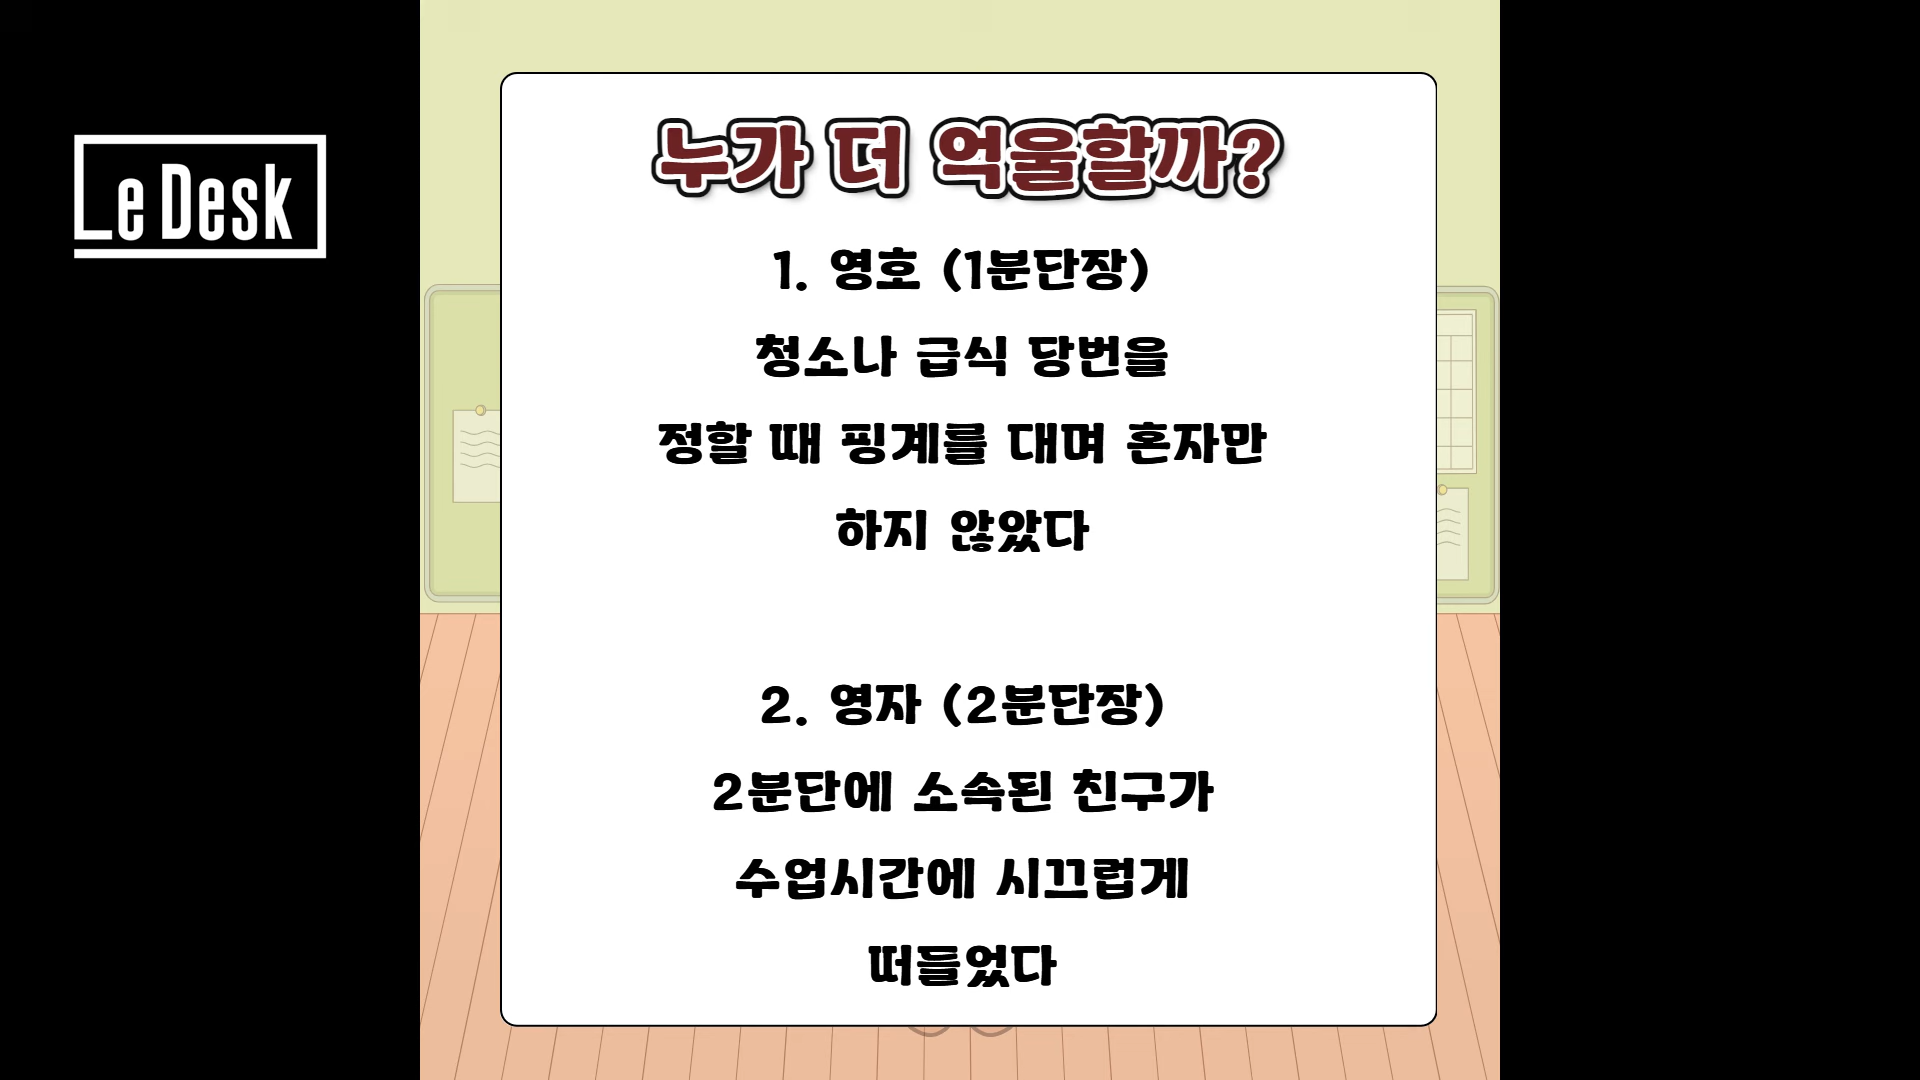 Le Desk
누가 더 억울할까?
1. 영호 (1분단장)
청소나 급식 당번을
정할 때 핑계를 대며 혼자만
하지 않았다
2. 영자 (2분단장)
2분단에 소속된 친구가
수업시간에 시끄럽게
떠들었다